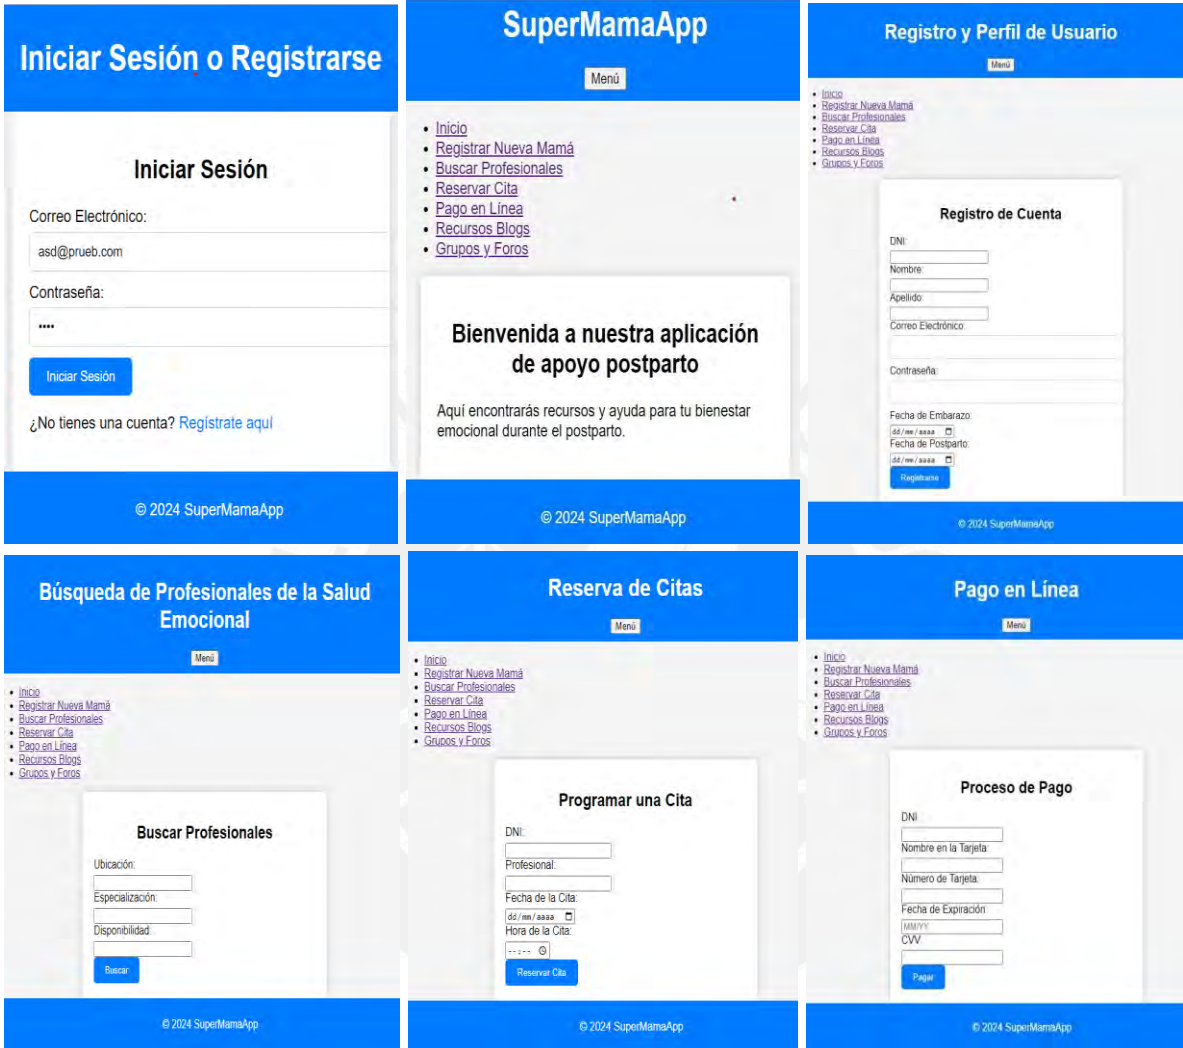 Iniciar Sesión o Registrarse
Iniciar Sesión
Correo Electrónico:
asd@prueb.com
Contraseña:
••••
Iniciar Sesión
¿No tienes una cuenta? Regístrate aquí
© 2024 SuperMamaApp
SuperMamaApp
Menú
Inicio
Registrar Nueva Mamá
Buscar Profesionales
Reservar Cita
Pago en Línea
Recursos Blogs
Grupos y Foros
Bienvenida a nuestra aplicación
de apoyo postparto
Aquí encontrarás recursos y ayuda para tu bienestar
emocional durante el postparto.
© 2024 SuperMamaApp
Registro y Perfil de Usuario
Menú
Inicio
Registrar Nueva Mamá
Buscar Profesionales
Reservar Cita
Pago en Línea
Recursos Blogs
Grupos y Foros
Registro de Cuenta
DNI:
Nombre:
Apellido:
Correo Electrónico:
Contraseña:
Fecha de Embarazo:
dd/mm/aaaa
Fecha de Postparto:
dd/mm/aaaa
Registrarse
© 2024 SuperMamaApp
Búsqueda de Profesionales de la Salud
Emocional
Menú
Inicio
Registrar Nueva Mamá
Buscar Profesionales
Reservar Cita
Pago en Línea
Recursos Blogs
Grupos y Foros
Buscar Profesionales
Ubicación:
Especialización:
Disponibilidad:
Buscar
© 2024 SuperMamaApp
Reserva de Citas
Menú
Inicio
Registrar Nueva Mamá
Buscar Profesionales
Reservar Cita
Pago en Línea
Recursos Blogs
Grupos y Foros
Programar una Cita
DNI:
Profesional:
Fecha de la Cita:
dd/mm/aaaa
Hora de la Cita:
--:--
Reservar Cita
© 2024 SuperMamaApp
Pago en Línea
Menú
Inicio
Registrar Nueva Mamá
Buscar Profesionales
Reservar Cita
Pago en Línea
Recursos Blogs
Grupos y Foros
Proceso de Pago
DNI:
Nombre en la Tarjeta:
Número de Tarjeta:
Fecha de Expiración:
MM/YY
CVV:
Pagar
© 2024 SuperMamaApp